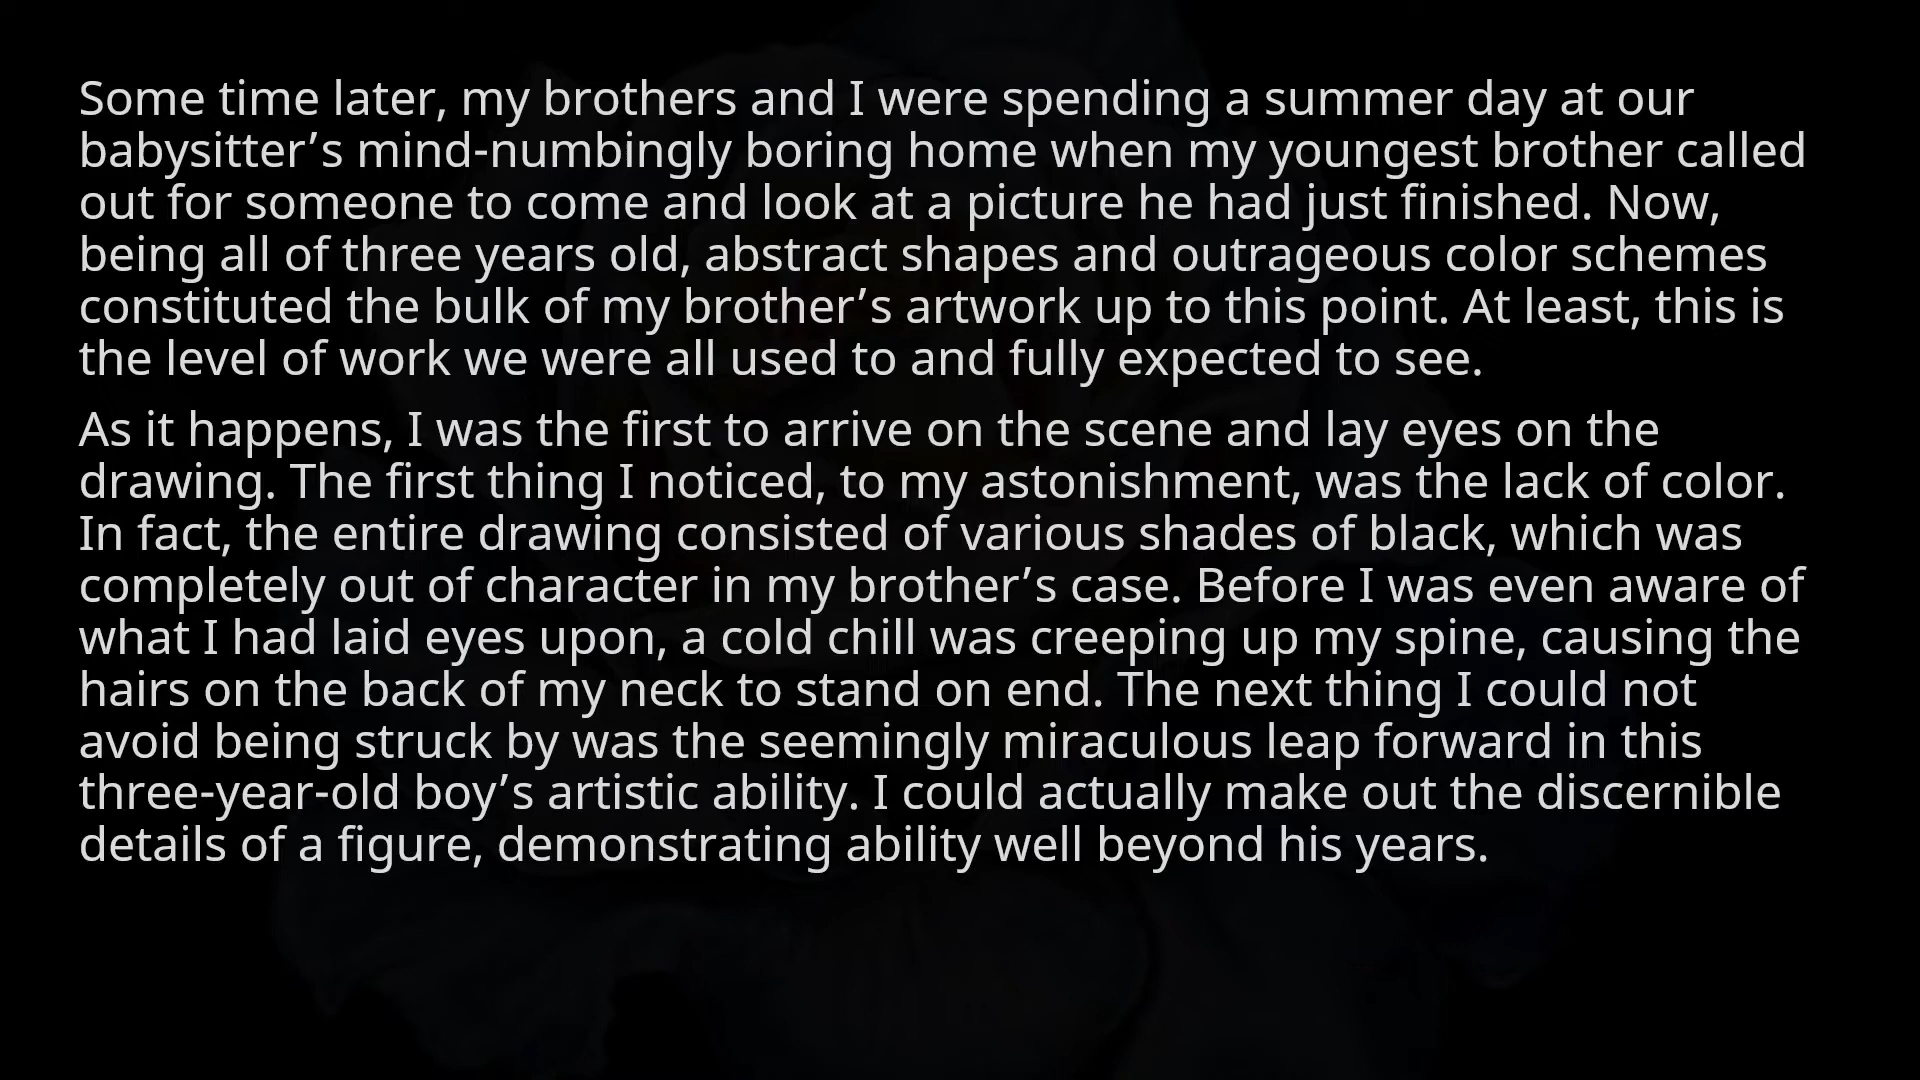 Some time later, my brothers and I were spending a summer day at our
babysitter’s mind-numbingly boring home when my youngest brother called
out for someone to come and look at a picture he had just finished. Now,
being all of three years old, abstract shapes and outrageous color schemes
constituted the bulk of my brother’s artwork up to this point. At least, this is
the level of work we were all used to and fully expected to see.
As it happens, I was the first to arrive on the scene and lay eyes on the
drawing. The first thing I noticed, to my astonishment, was the lack of color.
In fact, the entire drawing consisted of various shades of black, which was
completely out of character in my brother’s case. Before I was even aware of
what I had laid eyes upon, a cold chill was creeping up my spine, causing the
hairs on the back of my neck to stand on end. The next thing I could not
avoid being struck by was the seemingly miraculous leap forward in this
three-year-old boy’s artistic ability. I could actually make out the discernible
details of a figure, demonstrating ability well beyond his years.